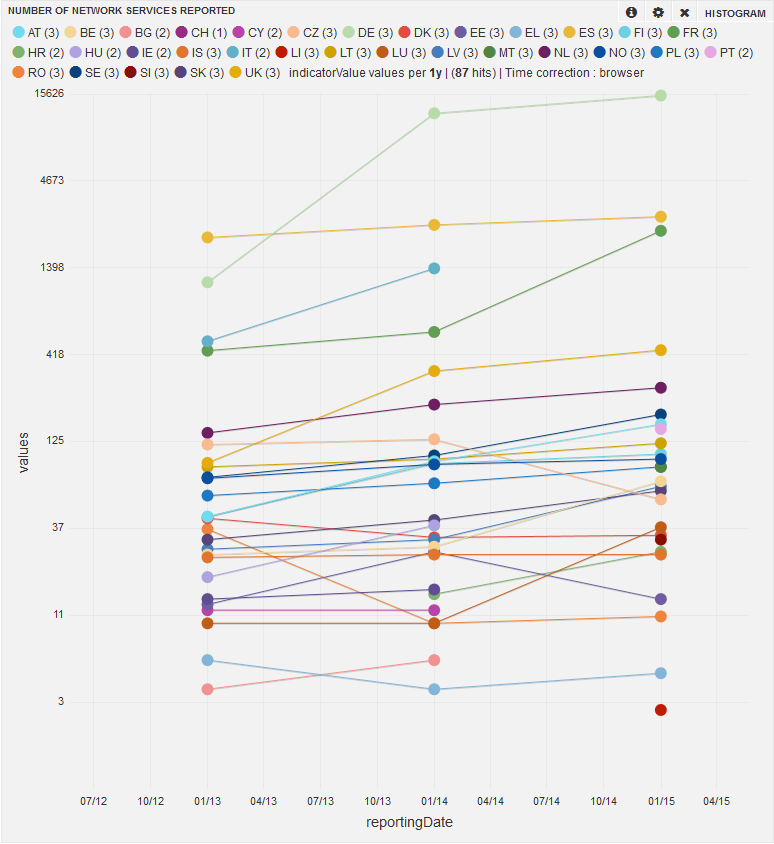 NUMBER OF NETWORK SERVICES REPORTED
HISTOGRAM
AT (3) BE (3) BG (2) CH (1) CY (2) CZ (3) DE (3) DK (3) EE (3) EL (3) ES (3) FI (3) FR (3)
HR (2) HU (2) IE (2) IS (3) IT (2) LI (3) LT (3) LU (3) LV (3) MT (3) NL (3) NO (3) PL (3) PT (2)
RO (3) SE (3) SI (3) SK (3) UK (3) indicatorValue values per 1y | (87 hits) | Time correction : browser
15626
4673
1398
418
125
37
11
3
values
07/12 10/12 01/13 04/13 07/13 10/13 01/14 04/14 07/14 10/14 01/15 04/15
reportingDate